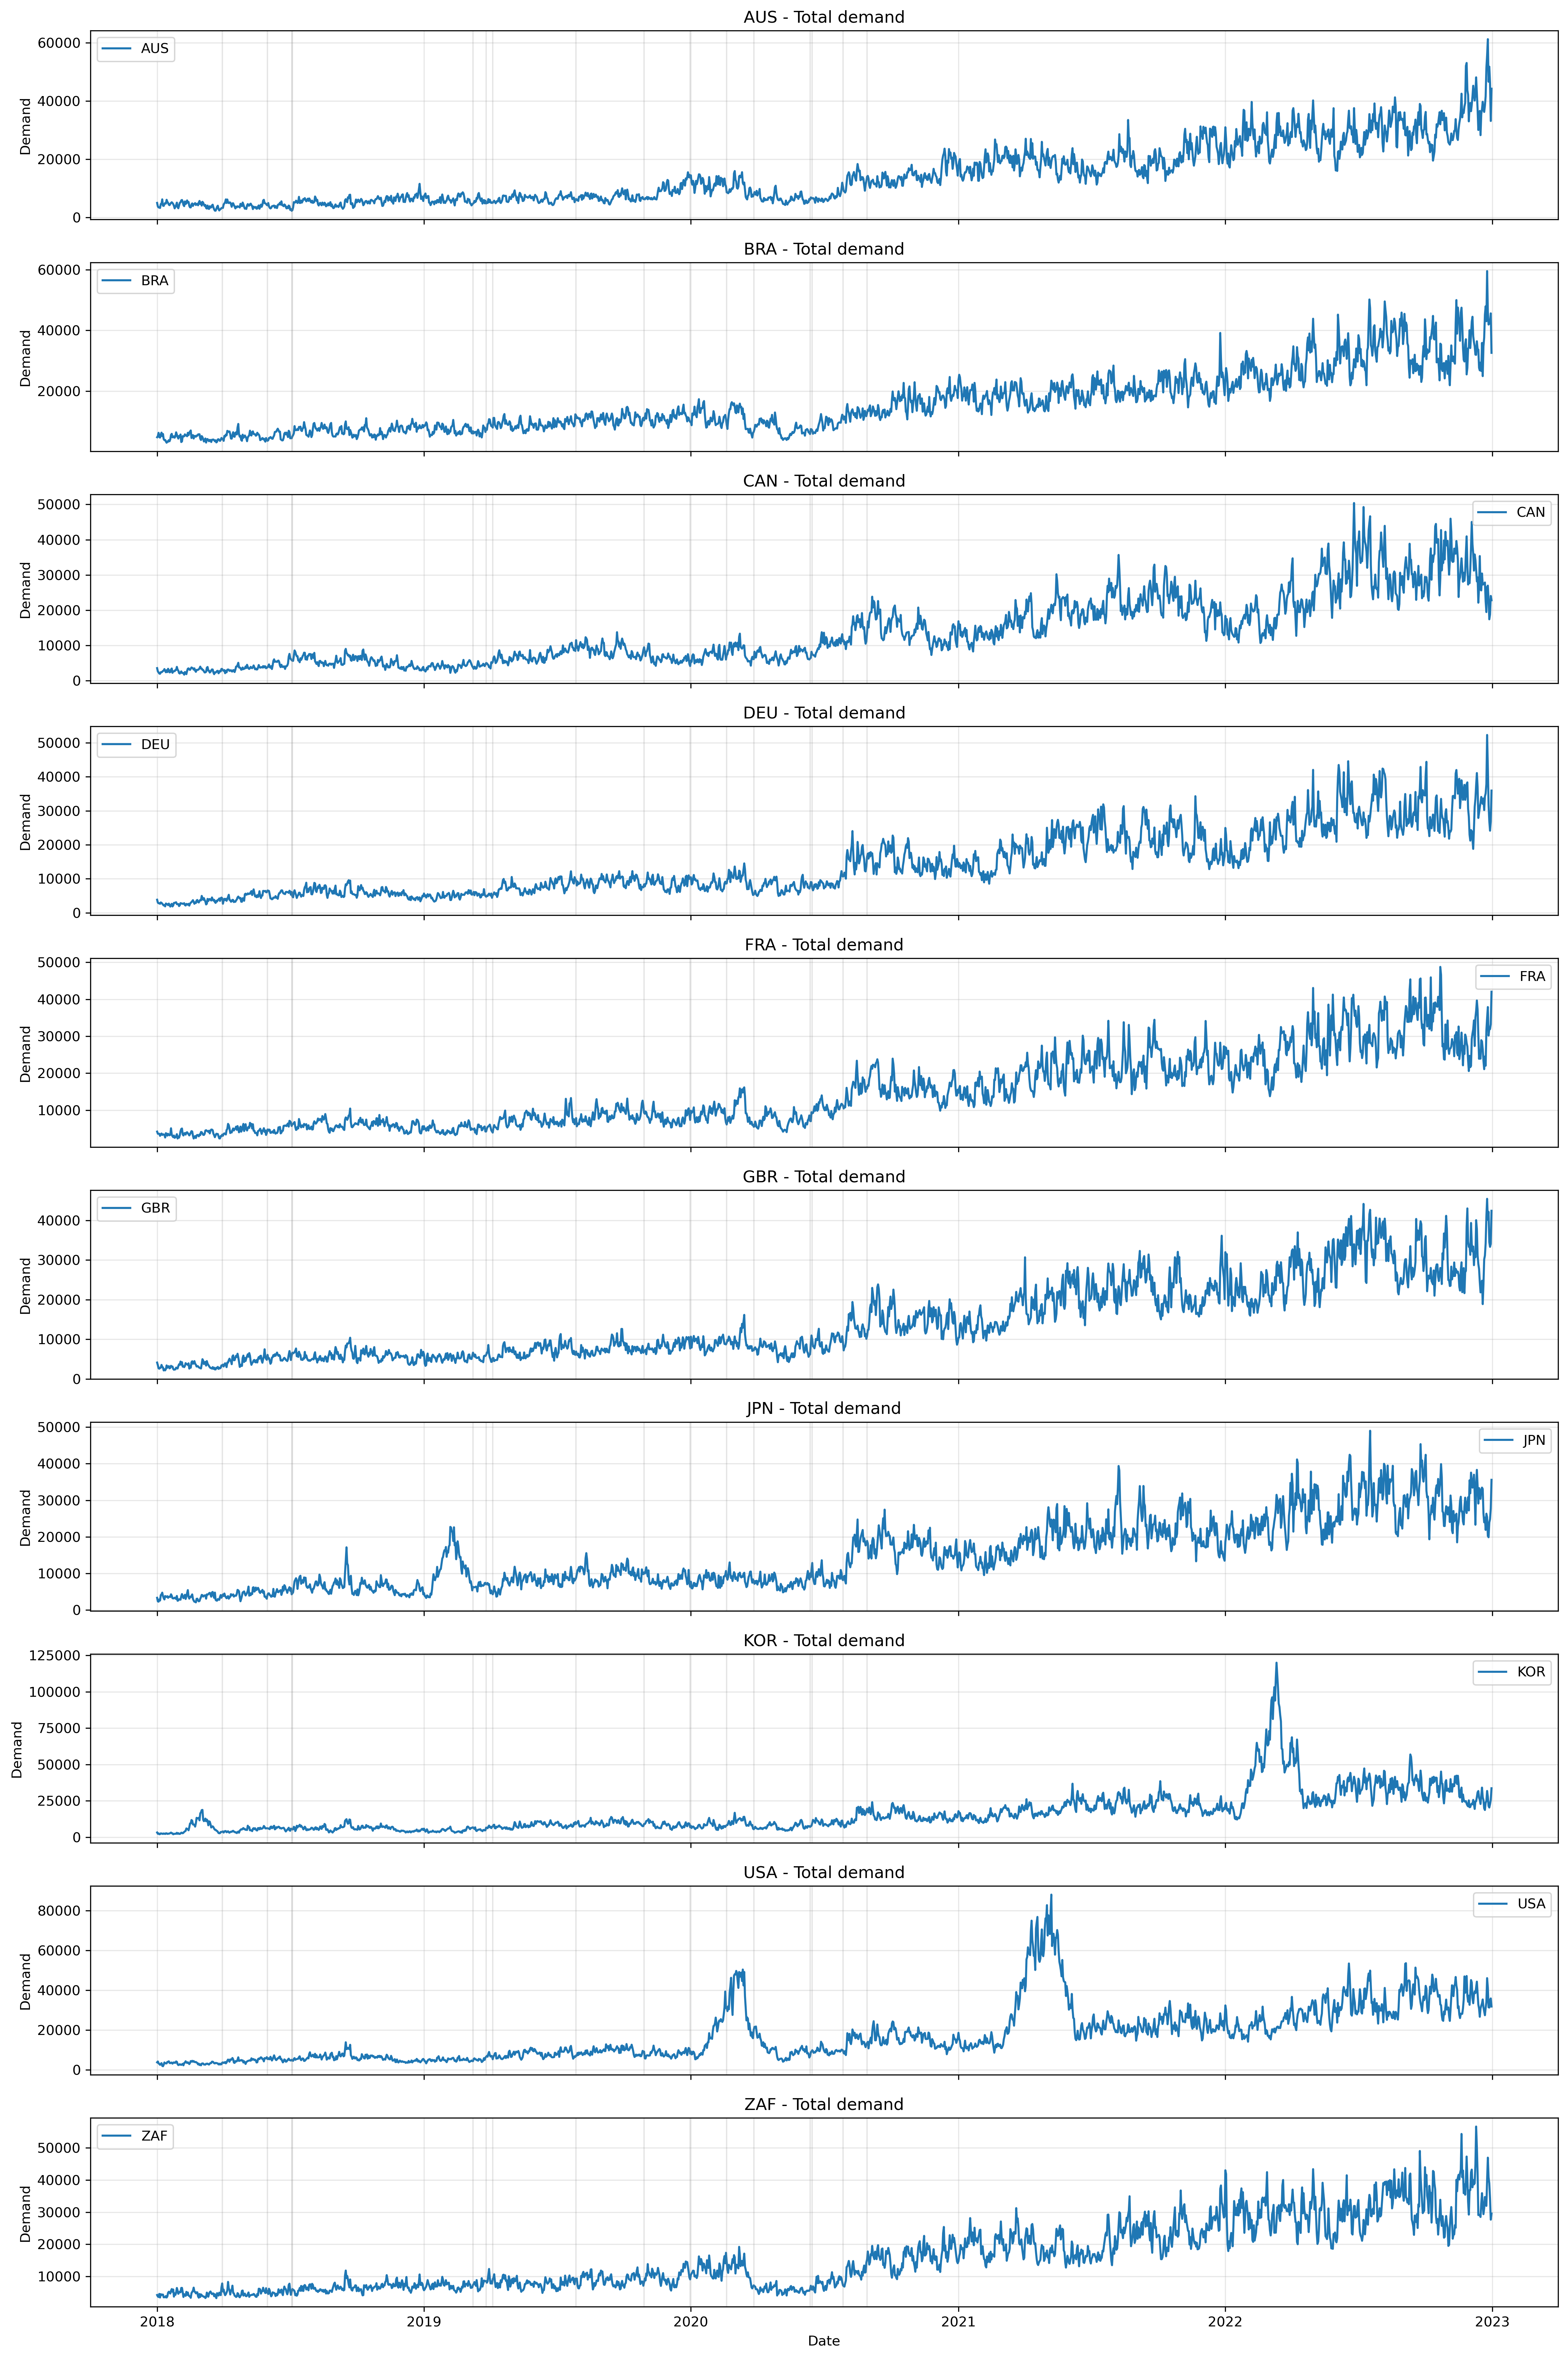 AUS - Total demand
60000
40000
20000
0
Demand
AUS
BRA - Total demand
60000
40000
20000
Demand
BRA
CAN - Total demand
50000
40000
30000
20000
10000
0
Demand
CAN
DEU - Total demand
50000
40000
30000
20000
10000
0
Demand
DEU
FRA - Total demand
50000
40000
30000
20000
10000
Demand
FRA
GBR - Total demand
40000
30000
20000
10000
0
Demand
GBR
JPN - Total demand
50000
40000
30000
20000
10000
0
Demand
JPN
KOR - Total demand
125000
100000
75000
50000
25000
0
Demand
KOR
USA - Total demand
80000
60000
40000
20000
0
Demand
USA
ZAF - Total demand
50000
40000
30000
20000
10000
Demand
ZAF
2018 2019 2020 2021 2022 2023
Date